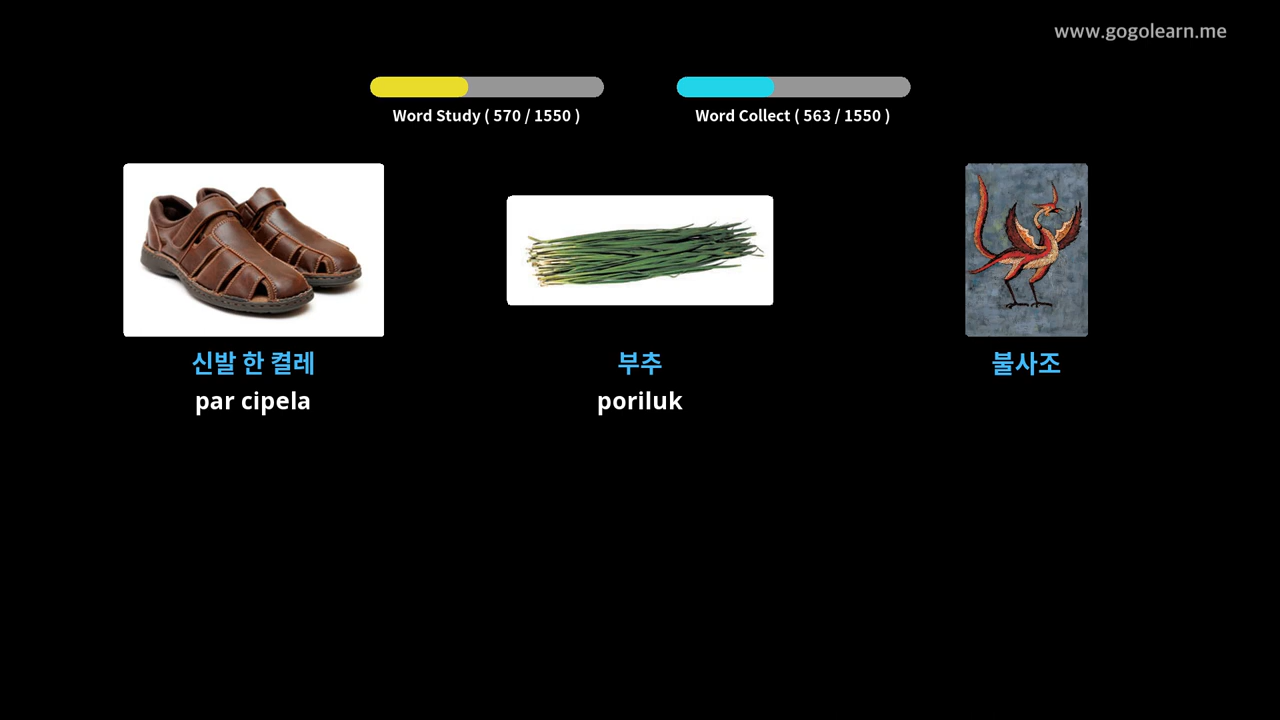 www.gogolearn.me
Word Study ( 570 / 1550 )
Word Collect ( 563 / 1550 )
신발 한 켤레
par cipela
부추
poriluk
불사조